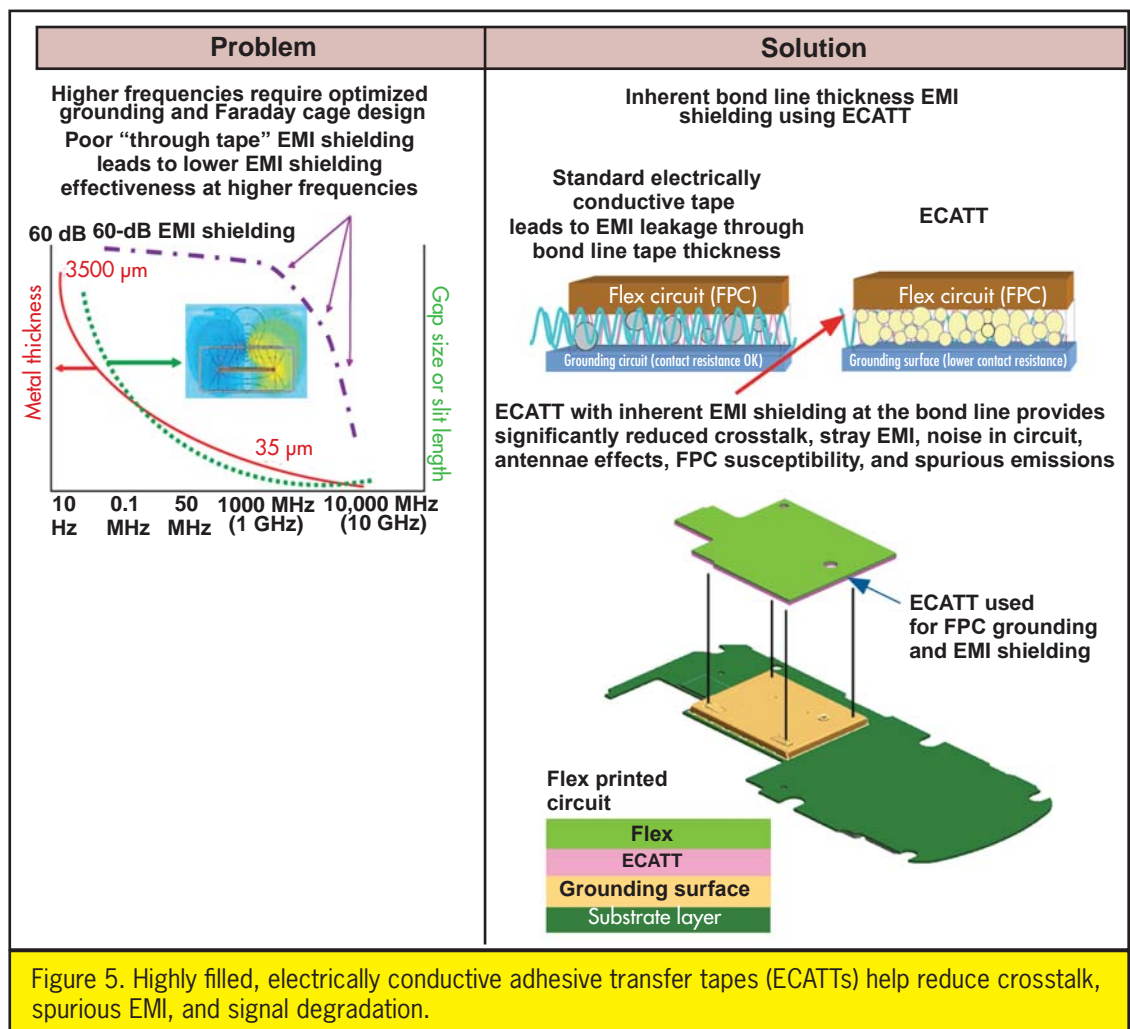 Problem
Solution
Higher frequencies require optimized
grounding and Faraday cage design
Poor “through tape” EMI shielding
leads to lower EMI shielding
effectiveness at higher frequencies
60 dB
60-dB EMI shielding
3500 µm
Metal thickness
Gap size or slit length
35 µm
10
Hz
0.1
MHz
50
MHz
1000 MHz
(1 GHz)
10,000 MHz
(10 GHz)
Inherent bond line thickness EMI
shielding using ECATT
Standard electrically
conductive tape
leads to EMI leakage through
bond line tape thickness
ECATT
Flex circuit (FPC)
Grounding circuit (contact resistance OK)
Flex circuit (FPC)
Grounding surface (lower contact resistance)
ECATT with inherent EMI shielding at the bond line provides
significantly reduced crosstalk, stray EMI, noise in circuit,
antennae effects, FPC susceptibility, and spurious emissions
ECATT used
for FPC grounding
and EMI shielding
Flex printed
circuit
Flex
ECATT
Grounding surface
Substrate layer
Figure 5. Highly filled, electrically conductive adhesive transfer tapes (ECATTs) help reduce crosstalk,
spurious EMI, and signal degradation.